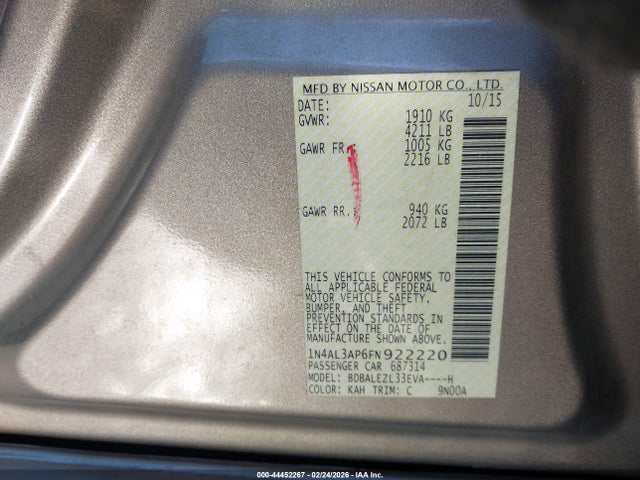 MFD BY NISSAN MOTOR CO., LTD.
DATE: 10/15
GVWR: 1910 KG
4211 LB
GAWR FR. 1005 KG
2216 LB
GAWR RR. 940 KG
2072 LB
THIS VEHICLE CONFORMS TO
ALL APPLICABLE FEDERAL
MOTOR VEHICLE SAFETY,
BUMPER, AND THEFT
PREVENTION STANDARDS IN
EFFECT ON THE DATE OF
MANUFACTURE SHOWN ABOVE.
1N4AL3AP6FN922220
PASSENGER CAR 687314
MODEL: BDBALEZL33EVA----H
COLOR: KAH TRIM: C 9N00A
000-44452267 - 02/24/2026 - IAA Inc.